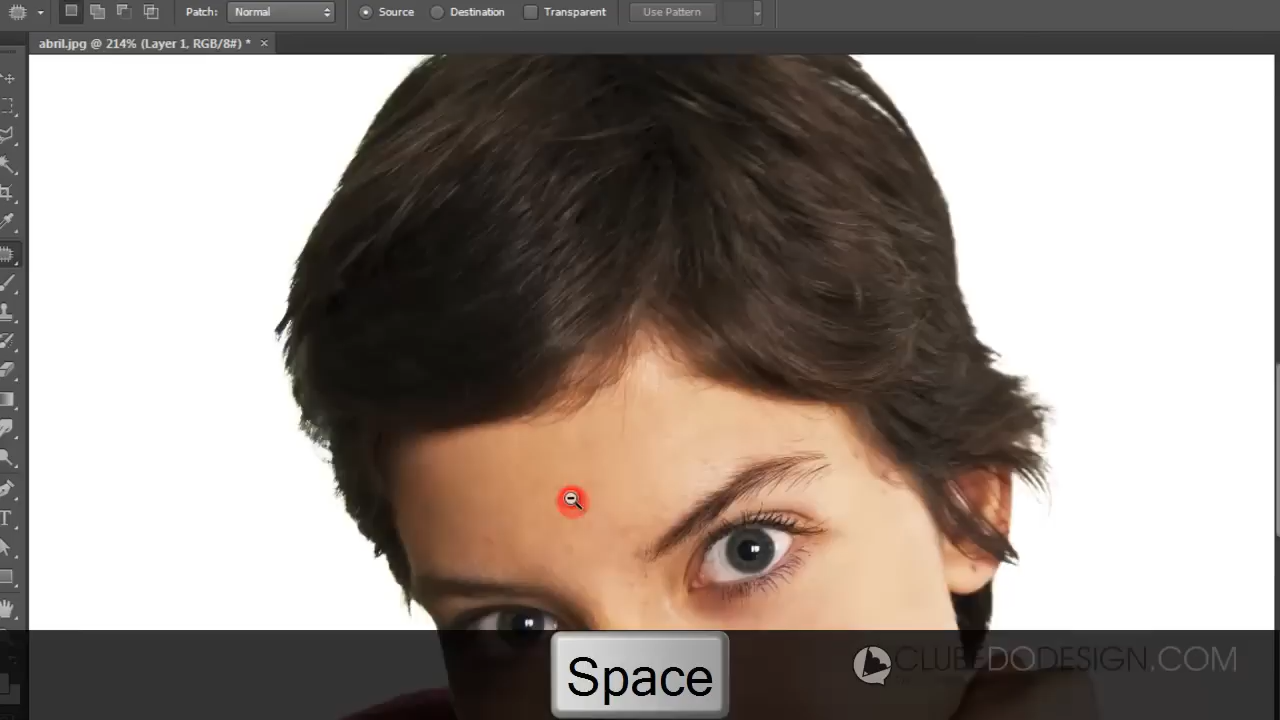 Patch: Normal Source Destination Transparent Use Pattern
abril.jpg @ 214% (Layer 1, RGB/8#) * ×
T
Space
CLUBEDODESIGN.COM